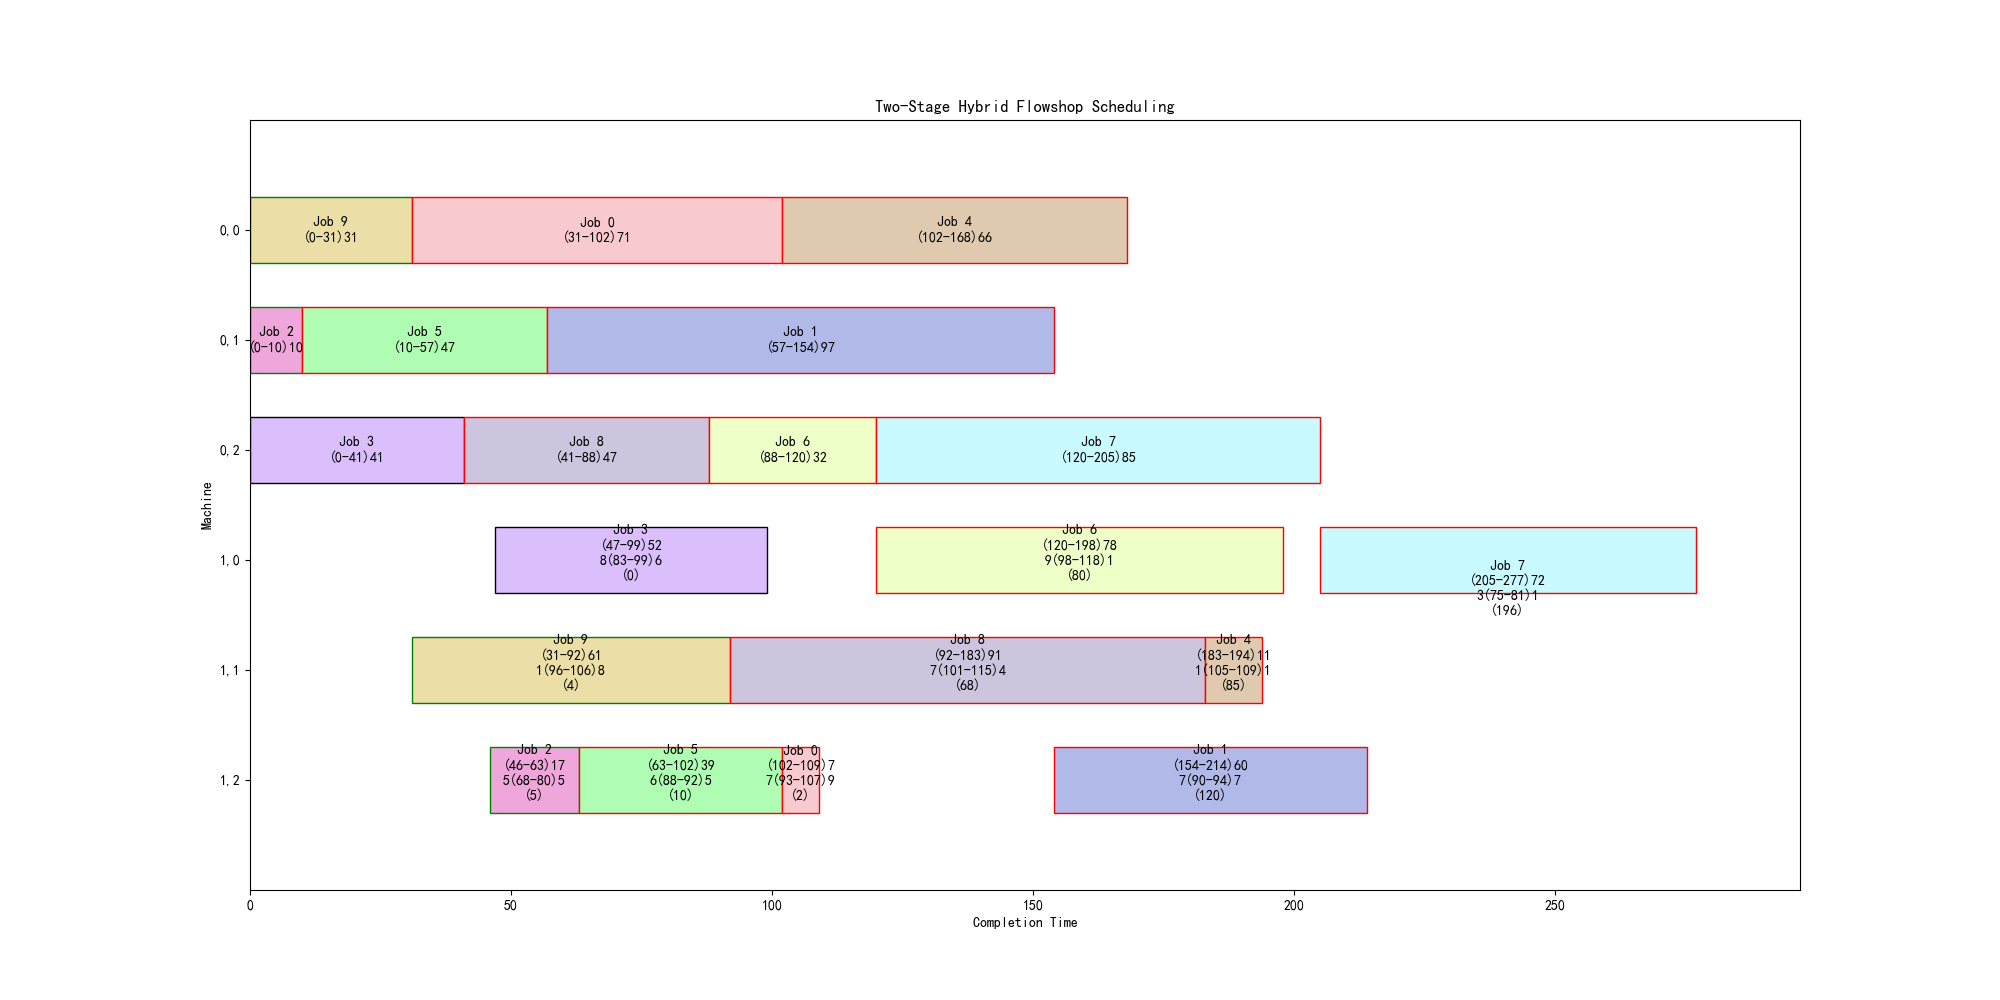 Two-Stage Hybrid Flowshop Scheduling
Machine
0,0
Job 9
(0-31)31
Job 0
(31-102)71
Job 4
(102-168)66
0,1
Job 2
(0-10)10
Job 5
(10-57)47
Job 1
(57-154)97
0,2
Job 3
(0-41)41
Job 8
(41-88)47
Job 6
(88-120)32
Job 7
(120-205)85
1,0
Job 3
(47-99)52
8(83-99)6
(0)
Job 6
(120-198)78
9(98-118)1
(80)
Job 7
(205-277)72
3(75-81)1
(196)
1,1
Job 9
(31-92)61
1(96-106)8
(4)
Job 8
(92-183)91
7(101-115)4
(68)
Job 4
(183-194)11
1(105-109)1
(85)
1,2
Job 2
(46-63)17
5(68-80)5
(5)
Job 5
(63-102)39
6(88-92)5
(10)
Job 0
(102-109)7
7(93-107)9
(2)
Job 1
(154-214)60
7(90-94)7
(120)
0
50
100
150
200
250
Completion Time